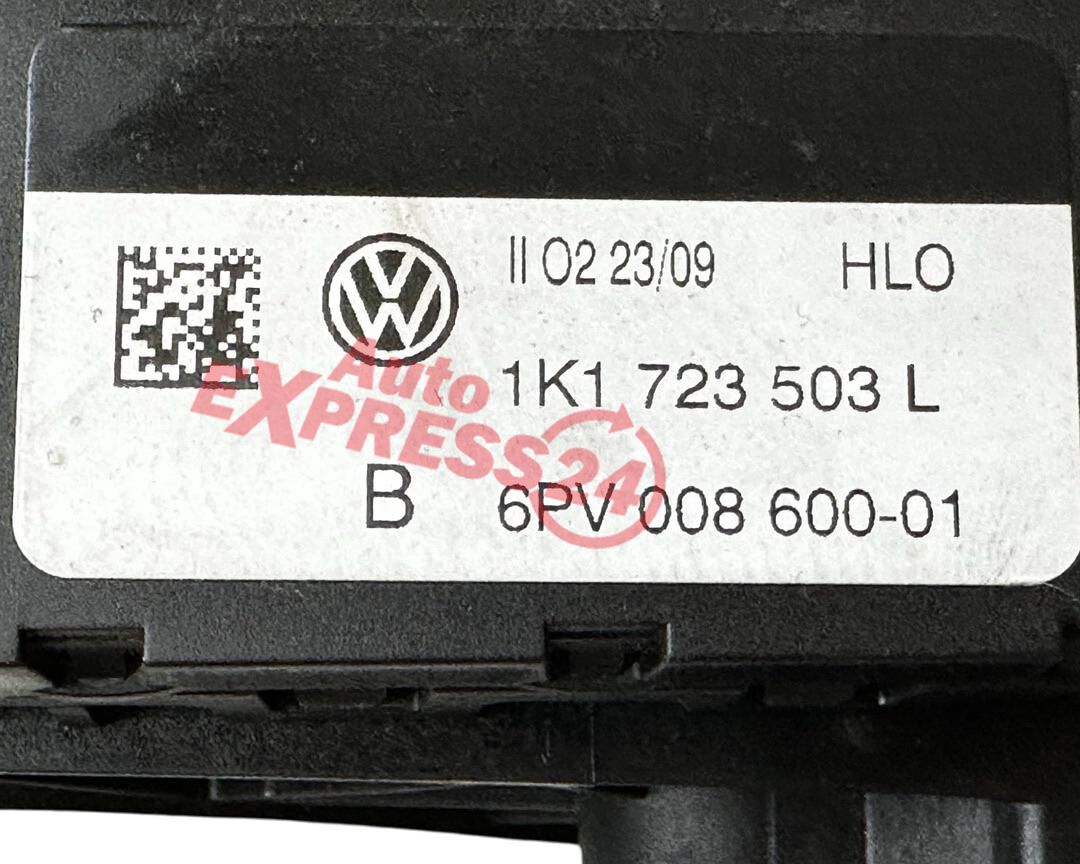 II 02 23/09 HLO
1K1 723 503 L
Auto
EXPRESS24
B 6PV 008 600-01